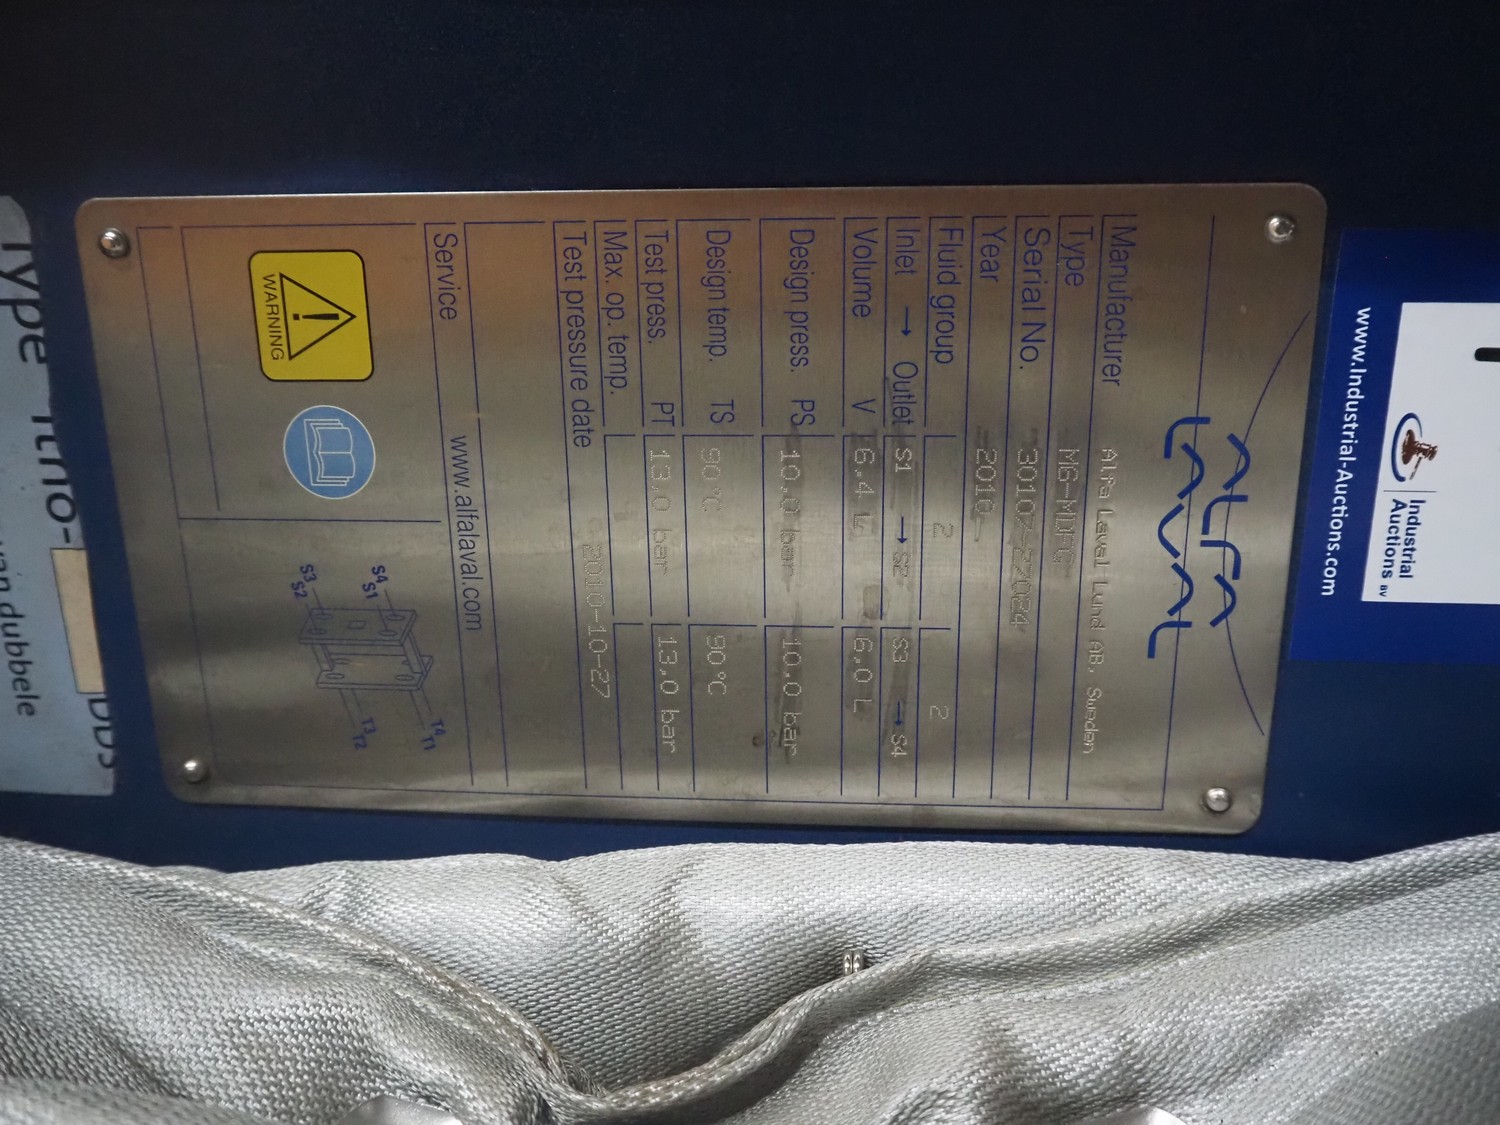 ALFA
LAVAL
Manufacturer Alfa Laval Lund AB, Sweden
Type M6-MDFG
Serial No. 30102-27024
Year 2010
Fluid group 2 2
Inlet → Outlet S1 → S2 S3 → S4
Volume V 6,4 L 6,0 L
Design press. PS 10,0 bar 10,0 bar
Design temp. TS 90°C 90°C
Test press. PT 13,0 bar 13,0 bar
Max. op. temp.
Test pressure date 2010-10-27
Service www.alfalaval.com
WARNING
S4
S1
S3
S2
T4
T1
T3
T2
Industrial
Auctions BV
www.Industrial-Auctions.com
Type
van dubbele